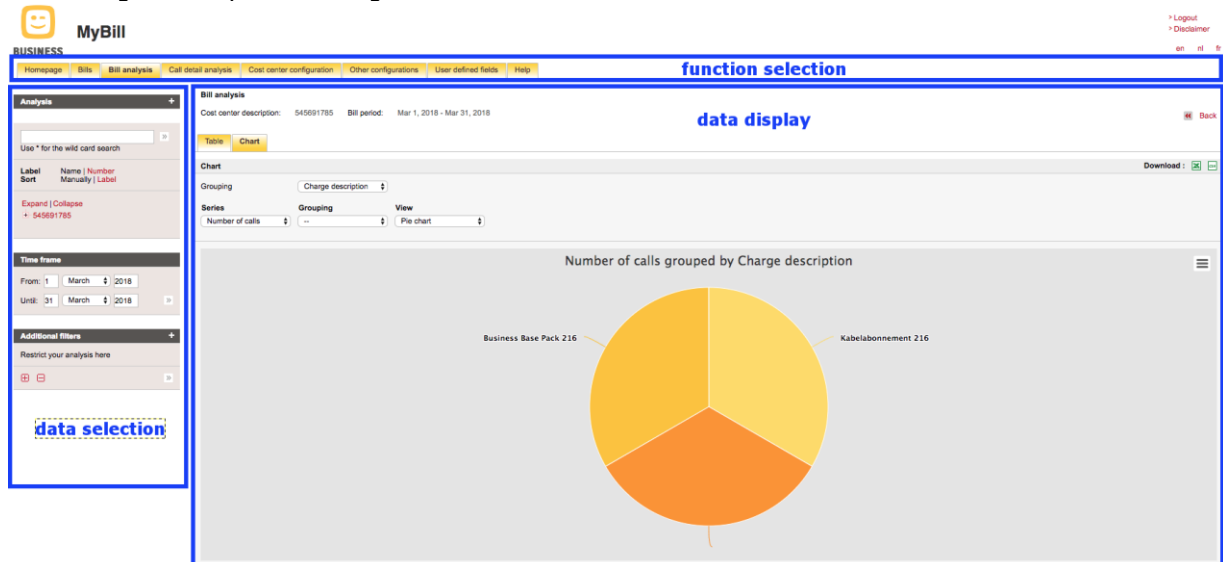 MyBill
BUSINESS
> Logout
> Disclaimer
en nl fr
Homepage Bills Bill analysis Call detail analysis Cost center configuration Other configurations User defined fields Help
function selection
Analysis +
Use * for the wild card search
Label Name | Number
Sort Manually | Label
Expand | Collapse
+ 545691785
Time frame
From: 1 March 2018
Until: 31 March 2018
Additional filters +
Restrict your analysis here
data selection
Bill analysis
Cost center description: 545691785 Bill period: Mar 1, 2018 - Mar 31, 2018
data display
Back
Table Chart
Chart
Download :
Grouping Charge description
Series Grouping View
Number of calls -- Pie chart
Number of calls grouped by Charge description
Business Base Pack 216
Kabelabonnement 216